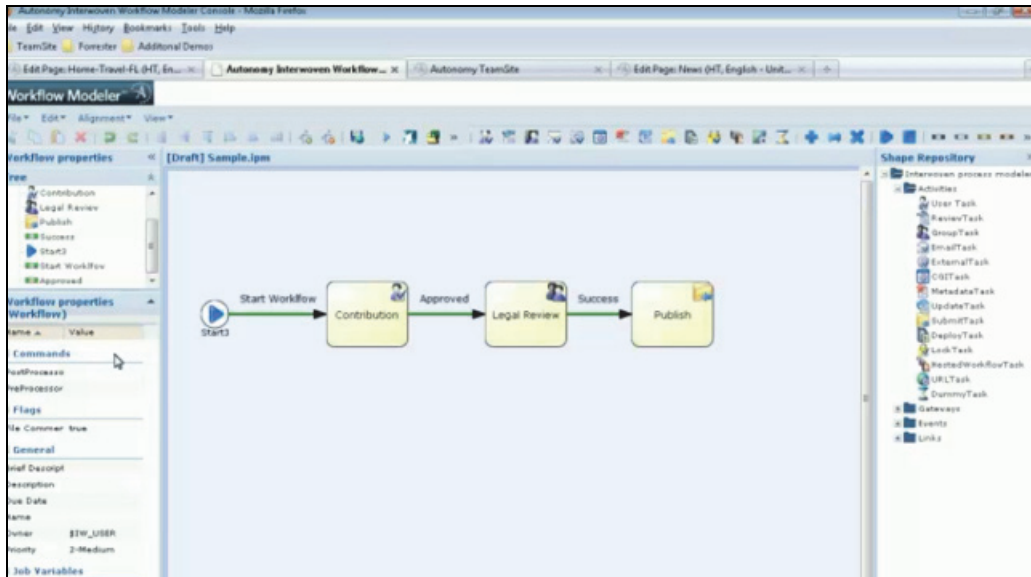 Autonomy Interwoven Workflow Modeler Console - Mozilla Firefox
Edit View History Bookmarks Tools Help
TeamSite Forrester Additonal Demos
Edit Page: Home-Travel-FL (HT, En... Autonomy Interwoven Workflow... Autonomy TeamSite Edit Page: News (HT, English - Unit...
Workflow Modeler
File Edit Alignment View
Workflow properties [Draft] Sample.ipm Shape Repository
Tree
Contribution
Legal Review
Publish
Success
Start3
Start Workflow
Approved
Workflow properties
(Workflow)
Name Value
Commands
PostProcesso
PreProcessor
Flags
File Commer true
General
Brief Descript
Description
Due Date
Name
Owner $IW_USER
Priority 2-Medium
Job Variables
Start3
Start Workflow
Contribution
Approved
Legal Review
Success
Publish
Interwoven process modeler
Activities
User Task
ReviewTask
GroupTask
EmailTask
ExternalTask
CGITask
MetadataTask
UpdateTask
SubmitTask
DeployTask
LockTask
NestedWorkflowTask
URLTask
DummyTask
Gateways
Events
Links